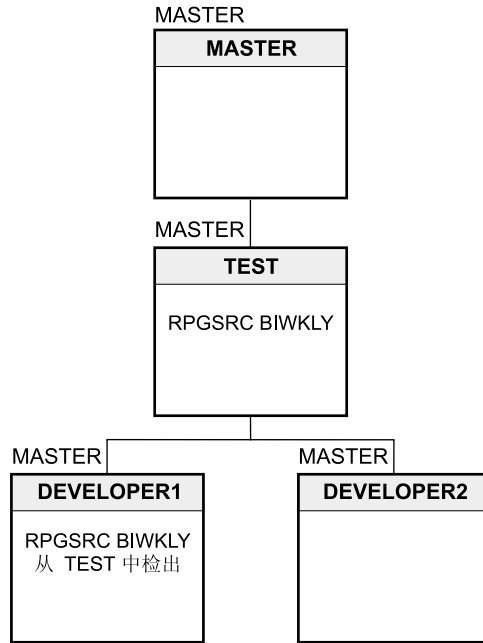 MASTER
MASTER
MASTER
TEST
RPGSRC BIWKLY
MASTER
DEVELOPER1
RPGSRC BIWKLY
从 TEST 中检出
MASTER
DEVELOPER2